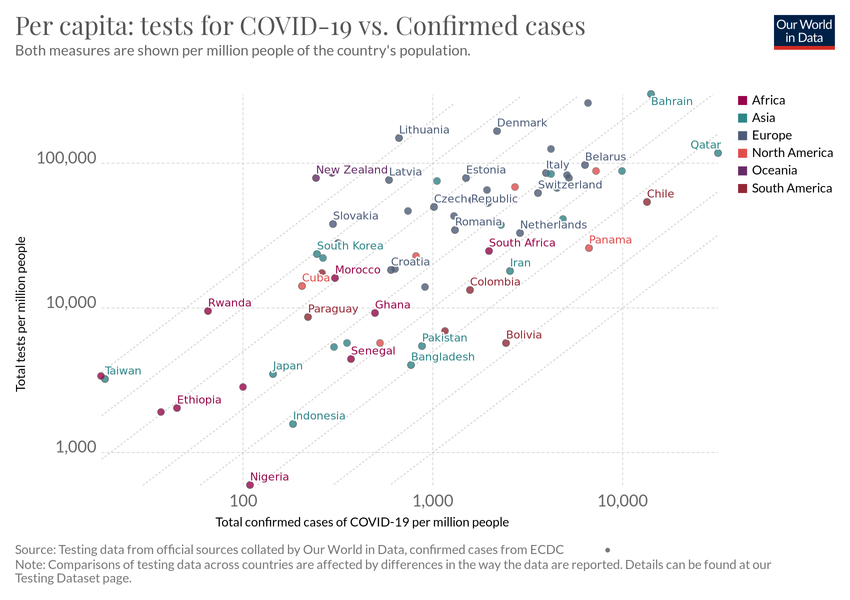 Per capita: tests for COVID-19 vs. Confirmed cases
Both measures are shown per million people of the country's population.
Our World
in Data
Total tests per million people
100,000
10,000
1,000
100
1,000
10,000
Total confirmed cases of COVID-19 per million people
Bahrain
Lithuania
Denmark
Qatar
New Zealand
Latvia
Estonia
Italy
Belarus
Switzerland
Czech Republic
Chile
Slovakia
Romania
Netherlands
South Korea
South Africa
Panama
Croatia
Iran
Cuba
Morocco
Colombia
Rwanda
Paraguay
Ghana
Bolivia
Pakistan
Senegal
Bangladesh
Taiwan
Japan
Ethiopia
Indonesia
Nigeria
Africa
Asia
Europe
North America
Oceania
South America
Source: Testing data from official sources collated by Our World in Data, confirmed cases from ECDC
Note: Comparisons of testing data across countries are affected by differences in the way the data are reported. Details can be found at our
Testing Dataset page.